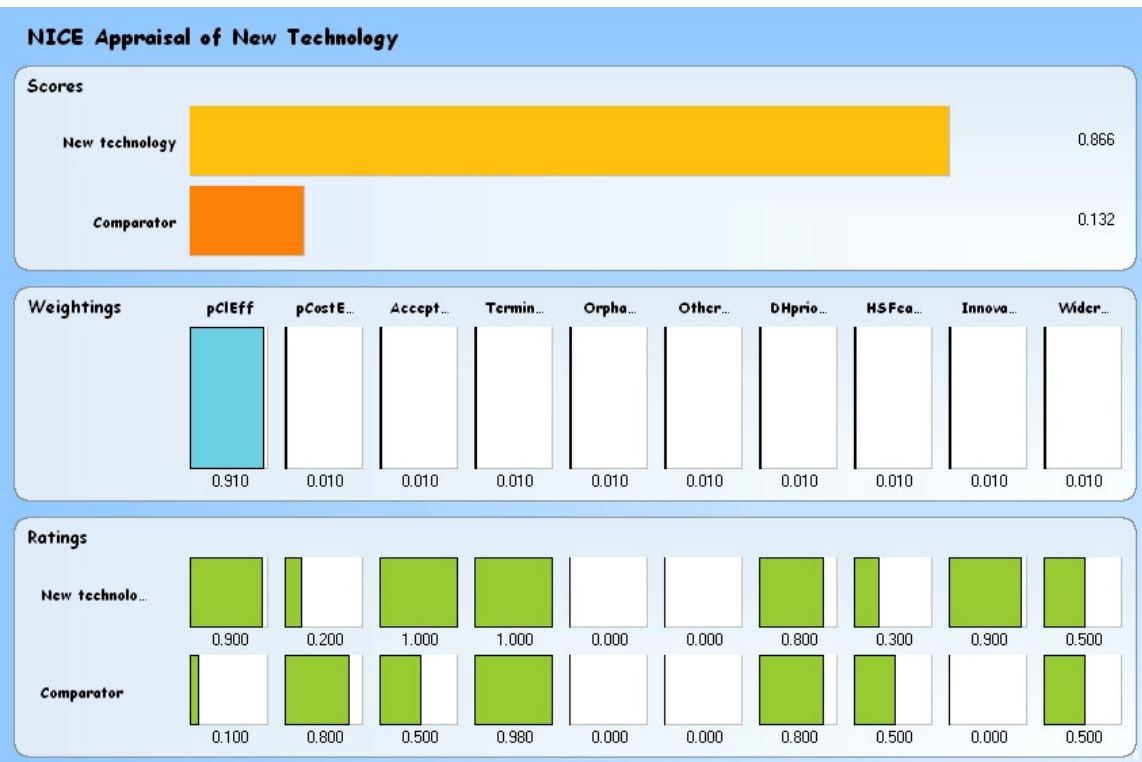 NICE Appraisal of New Technology
Scores
New technology 0.866
Comparator 0.132
Weightings pClEff pCostE... Accept... Termin... Orpha... Other... DHprio... HSFea... Innova... Wider...
0.910 0.010 0.010 0.010 0.010 0.010 0.010 0.010 0.010 0.010
Ratings
New technolo...
0.900 0.200 1.000 1.000 0.000 0.000 0.800 0.300 0.900 0.500
Comparator
0.100 0.800 0.500 0.980 0.000 0.000 0.800 0.500 0.000 0.500